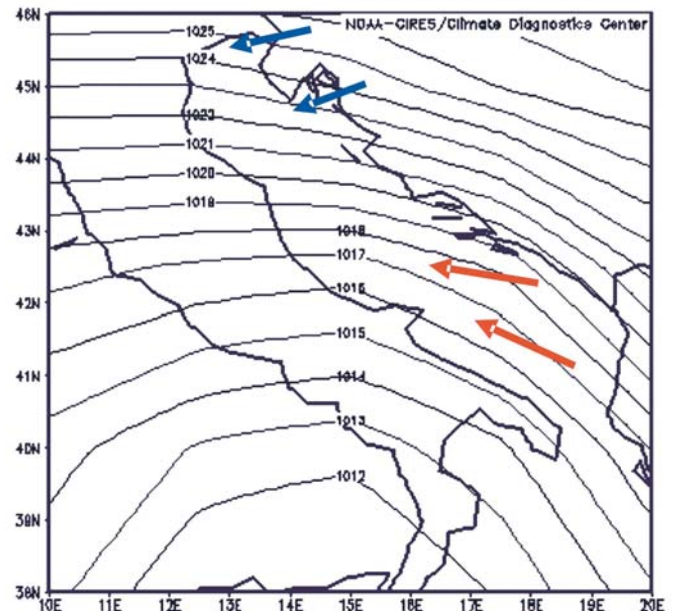 46N
NOAA-CIRES/Climate Diagnostics Center
1025
1024
45N
1023
1021
44N
1020
1019
43N
1018
1017
1016
42N
1015
41N
1014
1013
40N
1012
39N
38N
10E 11E 12E 13E 14E 15E 16E 17E 18E 19E 20E